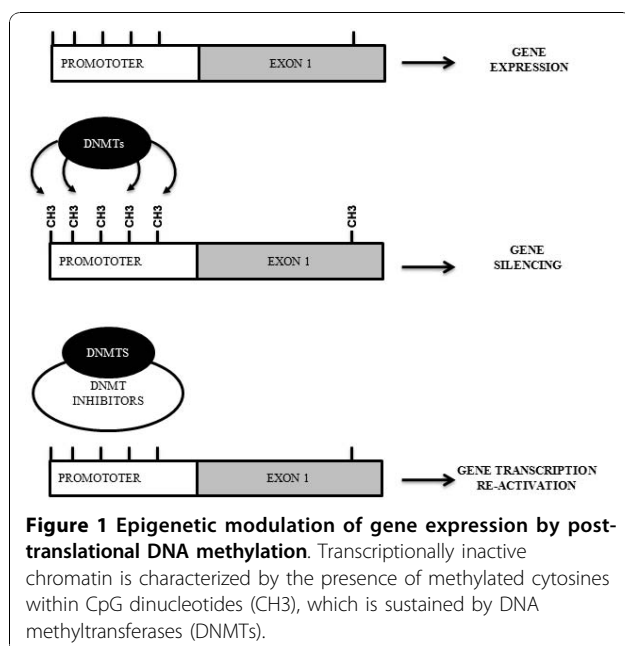 PROMOTOTER EXON 1 GENE
EXPRESSION
DNMTs
CH3 CH3 CH3 CH3 CH3 CH3
PROMOTOTER EXON 1 GENE
SILENCING
DNMTS
DNMT
INHIBITORS
PROMOTOTER EXON 1 GENE TRANSCRIPTION
RE-ACTIVATION
Figure 1 Epigenetic modulation of gene expression by post-
translational DNA methylation. Transcriptionally inactive
chromatin is characterized by the presence of methylated cytosines
within CpG dinucleotides (CH3), which is sustained by DNA
methyltransferases (DNMTs).